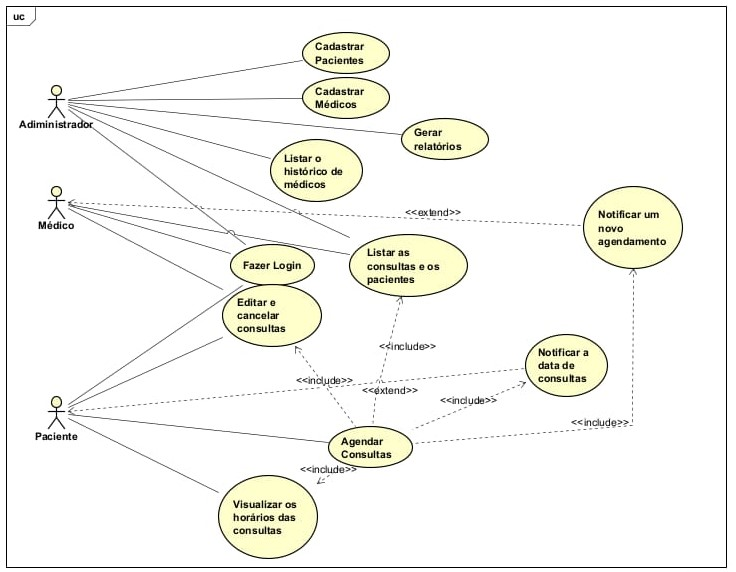 uc
Cadastrar
Pacientes
Cadastrar
Médicos
Adiministrador
Gerar
relatórios
Listar o
histórico de
médicos
Médico
<<extend>>
Notificar um
novo
agendamento
Fazer Login
Listar as
consultas e os
pacientes
Editar e
cancelar
consultas
<<include>>
Notificar a
data de
consultas
<<include>>
<<extend>>
<<include>>
Paciente
<<include>>
Agendar
Consultas
<<include>>
Visualizar os
horários das
consultas